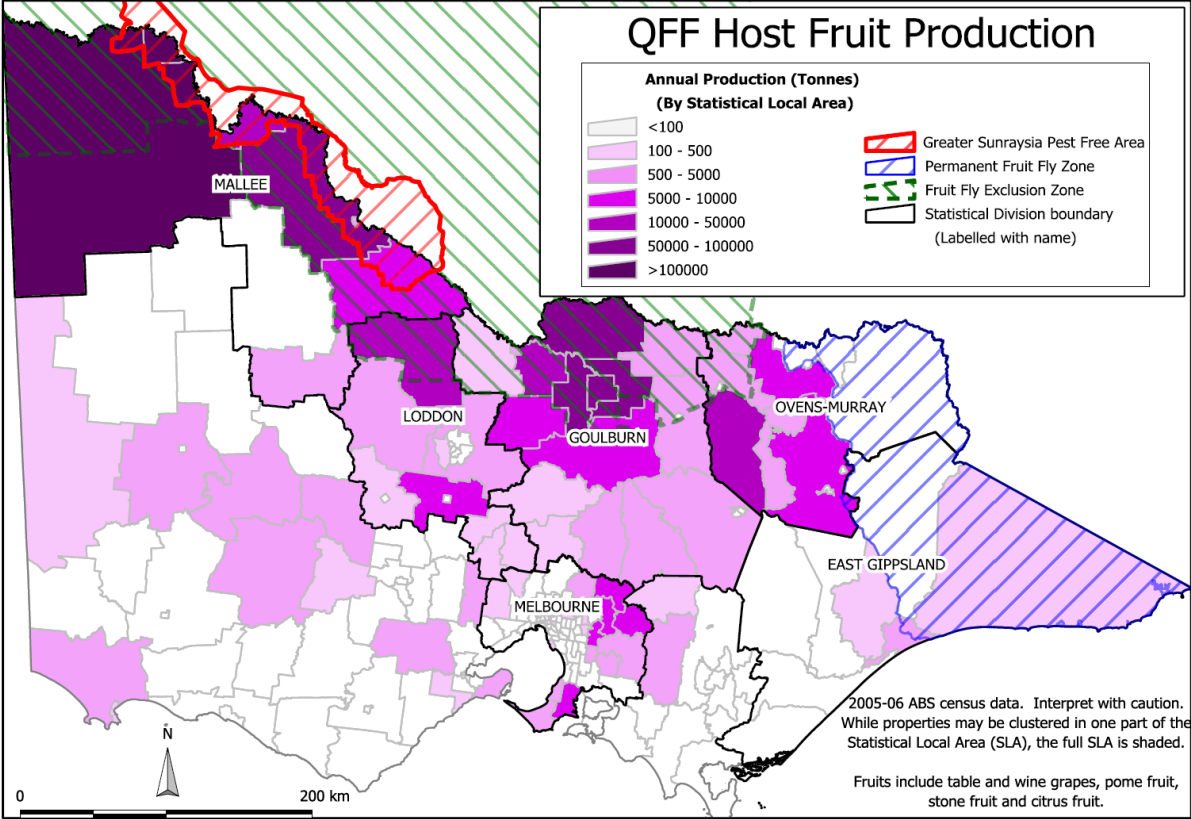 QFF Host Fruit Production
Annual Production (Tonnes)
(By Statistical Local Area)
<100
100 - 500
500 - 5000
5000 - 10000
10000 - 50000
50000 - 100000
>100000
Greater Sunraysia Pest Free Area
Permanent Fruit Fly Zone
Fruit Fly Exclusion Zone
Statistical Division boundary
(Labelled with name)
MALLEE
LODDON
GOULBURN
OVENS-MURRAY
EAST GIPPSLAND
MELBOURNE
2005-06 ABS census data. Interpret with caution.
While properties may be clustered in one part of the
Statistical Local Area (SLA), the full SLA is shaded.
Fruits include table and wine grapes, pome fruit,
stone fruit and citrus fruit.
N
0
200 km